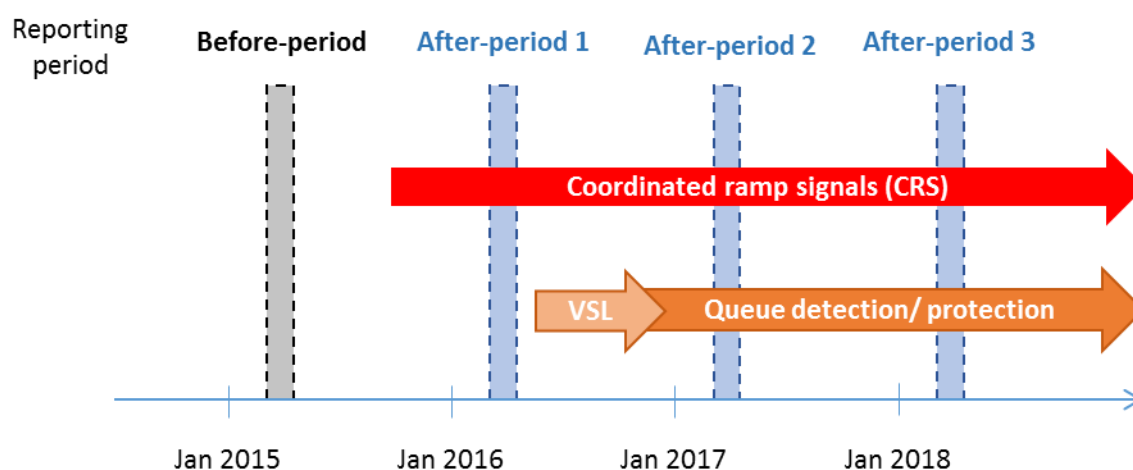 Reporting
period
Before-period
After-period 1
After-period 2
After-period 3
Coordinated ramp signals (CRS)
VSL
Queue detection/ protection
Jan 2015
Jan 2016
Jan 2017
Jan 2018